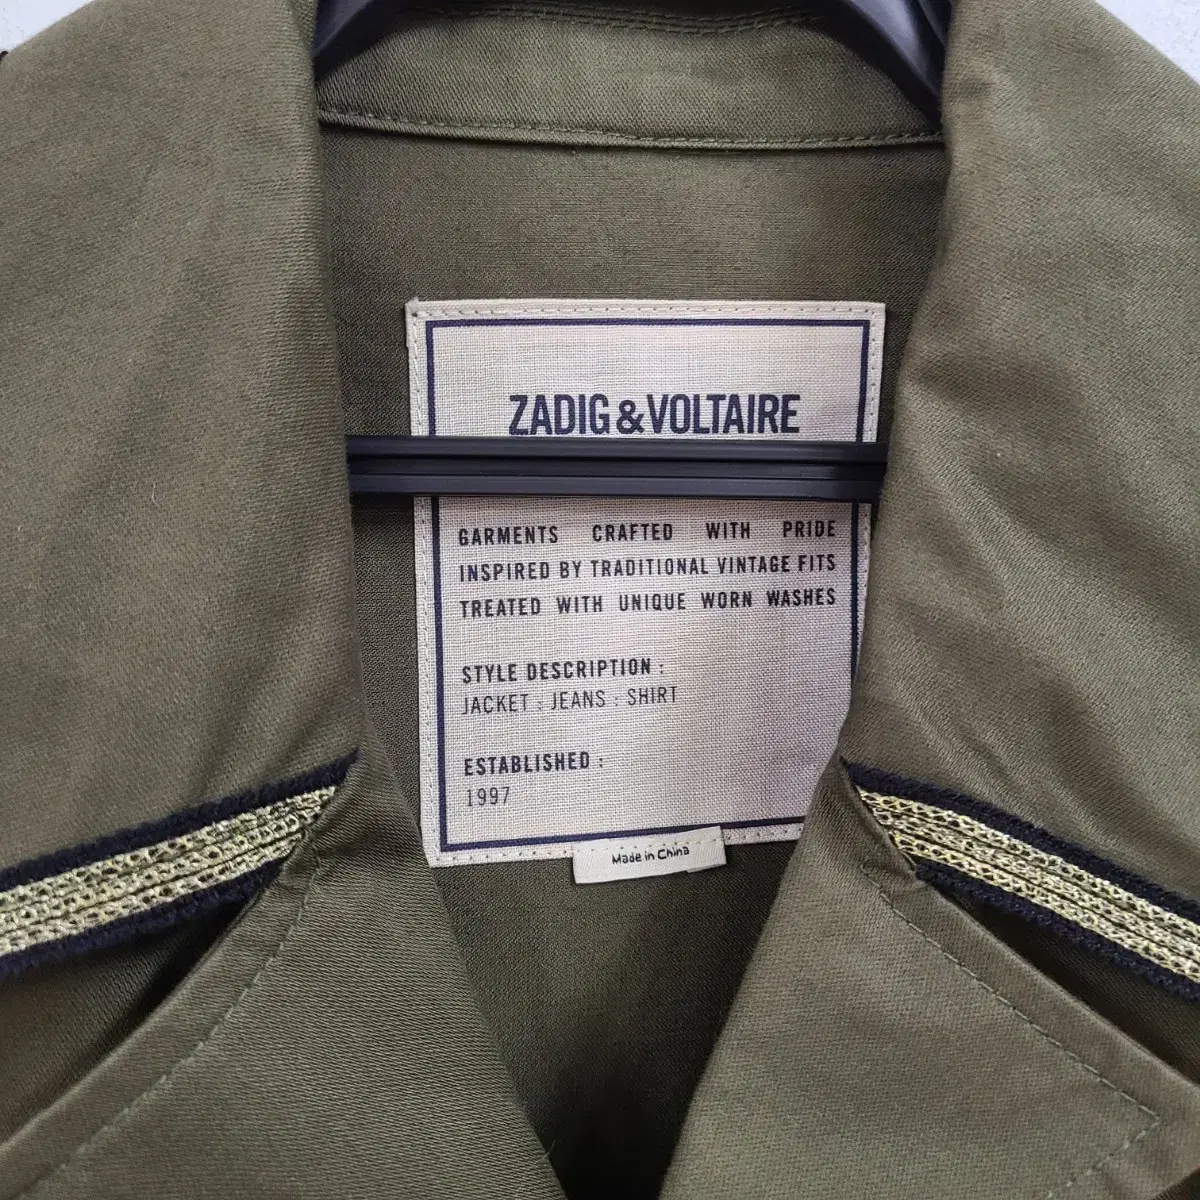 ZADIG & VOLTAIRE
GARMENTS CRAFTED WITH PRIDE
INSPIRED BY TRADITIONAL VINTAGE FITS
TREATED WITH UNIQUE WORN WASHES
STYLE DESCRIPTION :
JACKET : JEANS : SHIRT
ESTABLISHED :
1997
Made in China